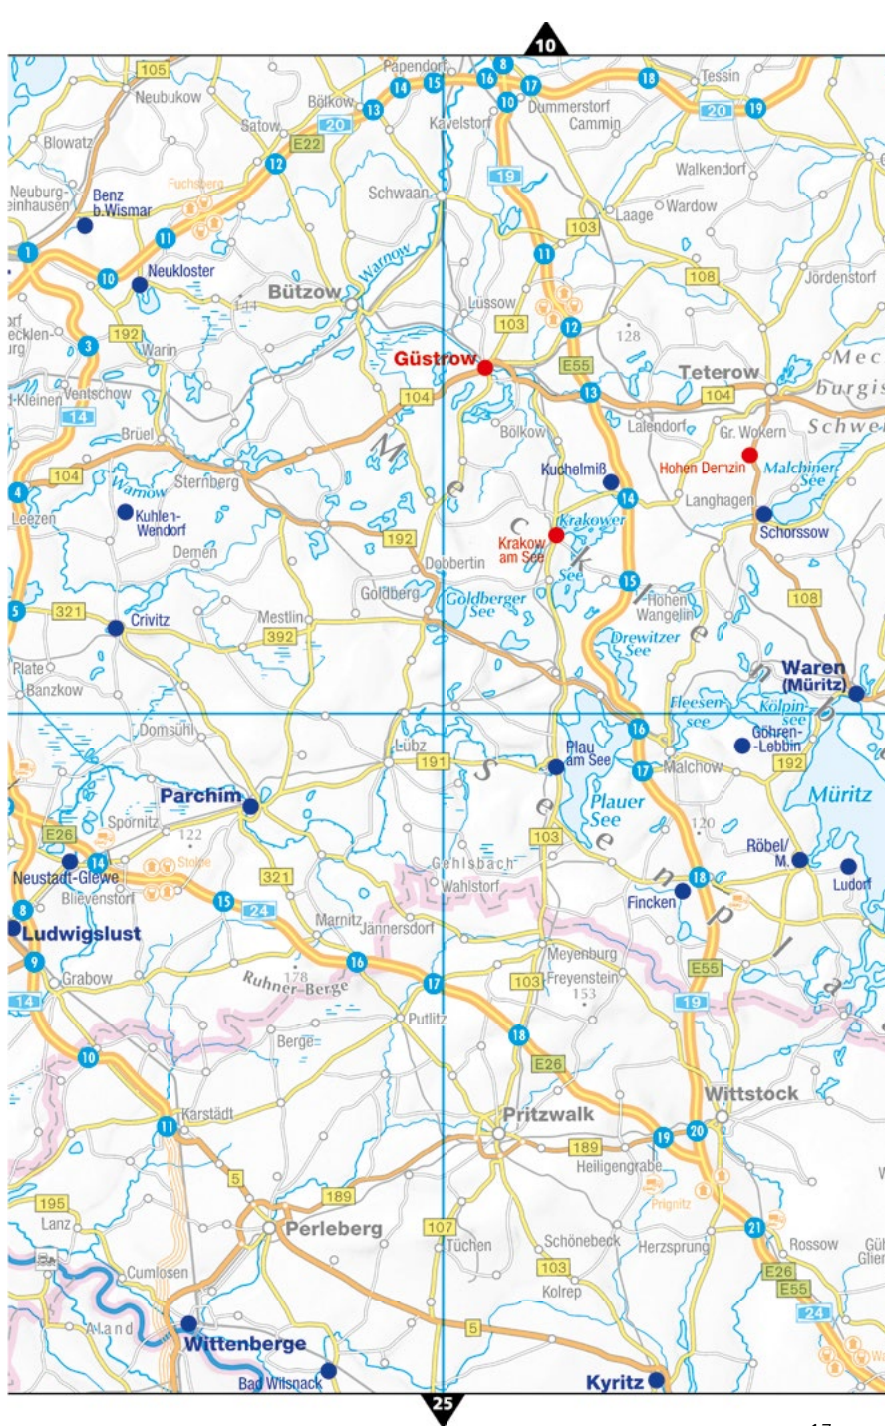 10
105
Papendorf
8
16
17
18
Tessin
Neubukow
Bölkow
14
15
13
10
Dummerstorf
20
19
20
Satow
Kavelstorf
Cammin
Blowatz
E22
12
19
Walkendorf
Neuburg-
Fuchsberg
Benz
b.Wismar
Schwaan
Laage
Wardow
103
11
1
11
10
Neukloster
Warnow
108
Jördenstorf
Bützow
144
Lüssow
103
12
128
192
3
Warin
Güstrow
E55
Teterow
Mec
burgis
Schwei
Ventschow
104
13
104
14
M
Bölkow
Lalendorf
Gr. Wokern
Brüel
Kuchelmiß
Hohen Demzin
Malchiner
See
104
Warnow
Sternberg
e
4
14
Langhagen
Leezen
Kuhlen-
Wendorf
c
Krakower
Schorssow
192
Krakow
am See
k
Demen
Dobbertin
See
15
Goldberg
Goldberger
See
l
Hohen
Wangelin
108
5
321
Crivitz
Mestlin
392
e
Drewitzer
See
Plate
n
Waren
(Müritz)
Banzkow
b
Fleesen-
see
Kölpin-
see
Domsühl
16
Göhren-
-Lebbin
Lübz
191
S
Plau
am See
17
Malchow
192
Parchim
e
Plauer
See
Müritz
Spornitz
122
120
E26
103
e
Röbel/
M.
14
Stolpe
Gehlsbach
Neustadt-Glewe
321
Wahlstorf
n
18
Ludorf
Blievenstorf
15
24
Fincken
8
p
Ludwigslust
Marnitz
Jännersdorf
l
9
16
Meyenburg
E55
Grabow
178
Ruhner-Berge
17
103
Freyenstein
153
a
14
19
Putlitz
18
Berge
10
E26
Wittstock
Karstädt
Pritzwalk
11
19
20
189
Heiligengrabe
5
189
Prignitz
195
Lanz
107
21
Perleberg
Tüchen
Schönebeck
Herzsprung
Rossow
Cumlosen
103
E26
Kolrep
E55
24
Aland
5
Wittenberge
Bad Wilsnack
Kyritz
25